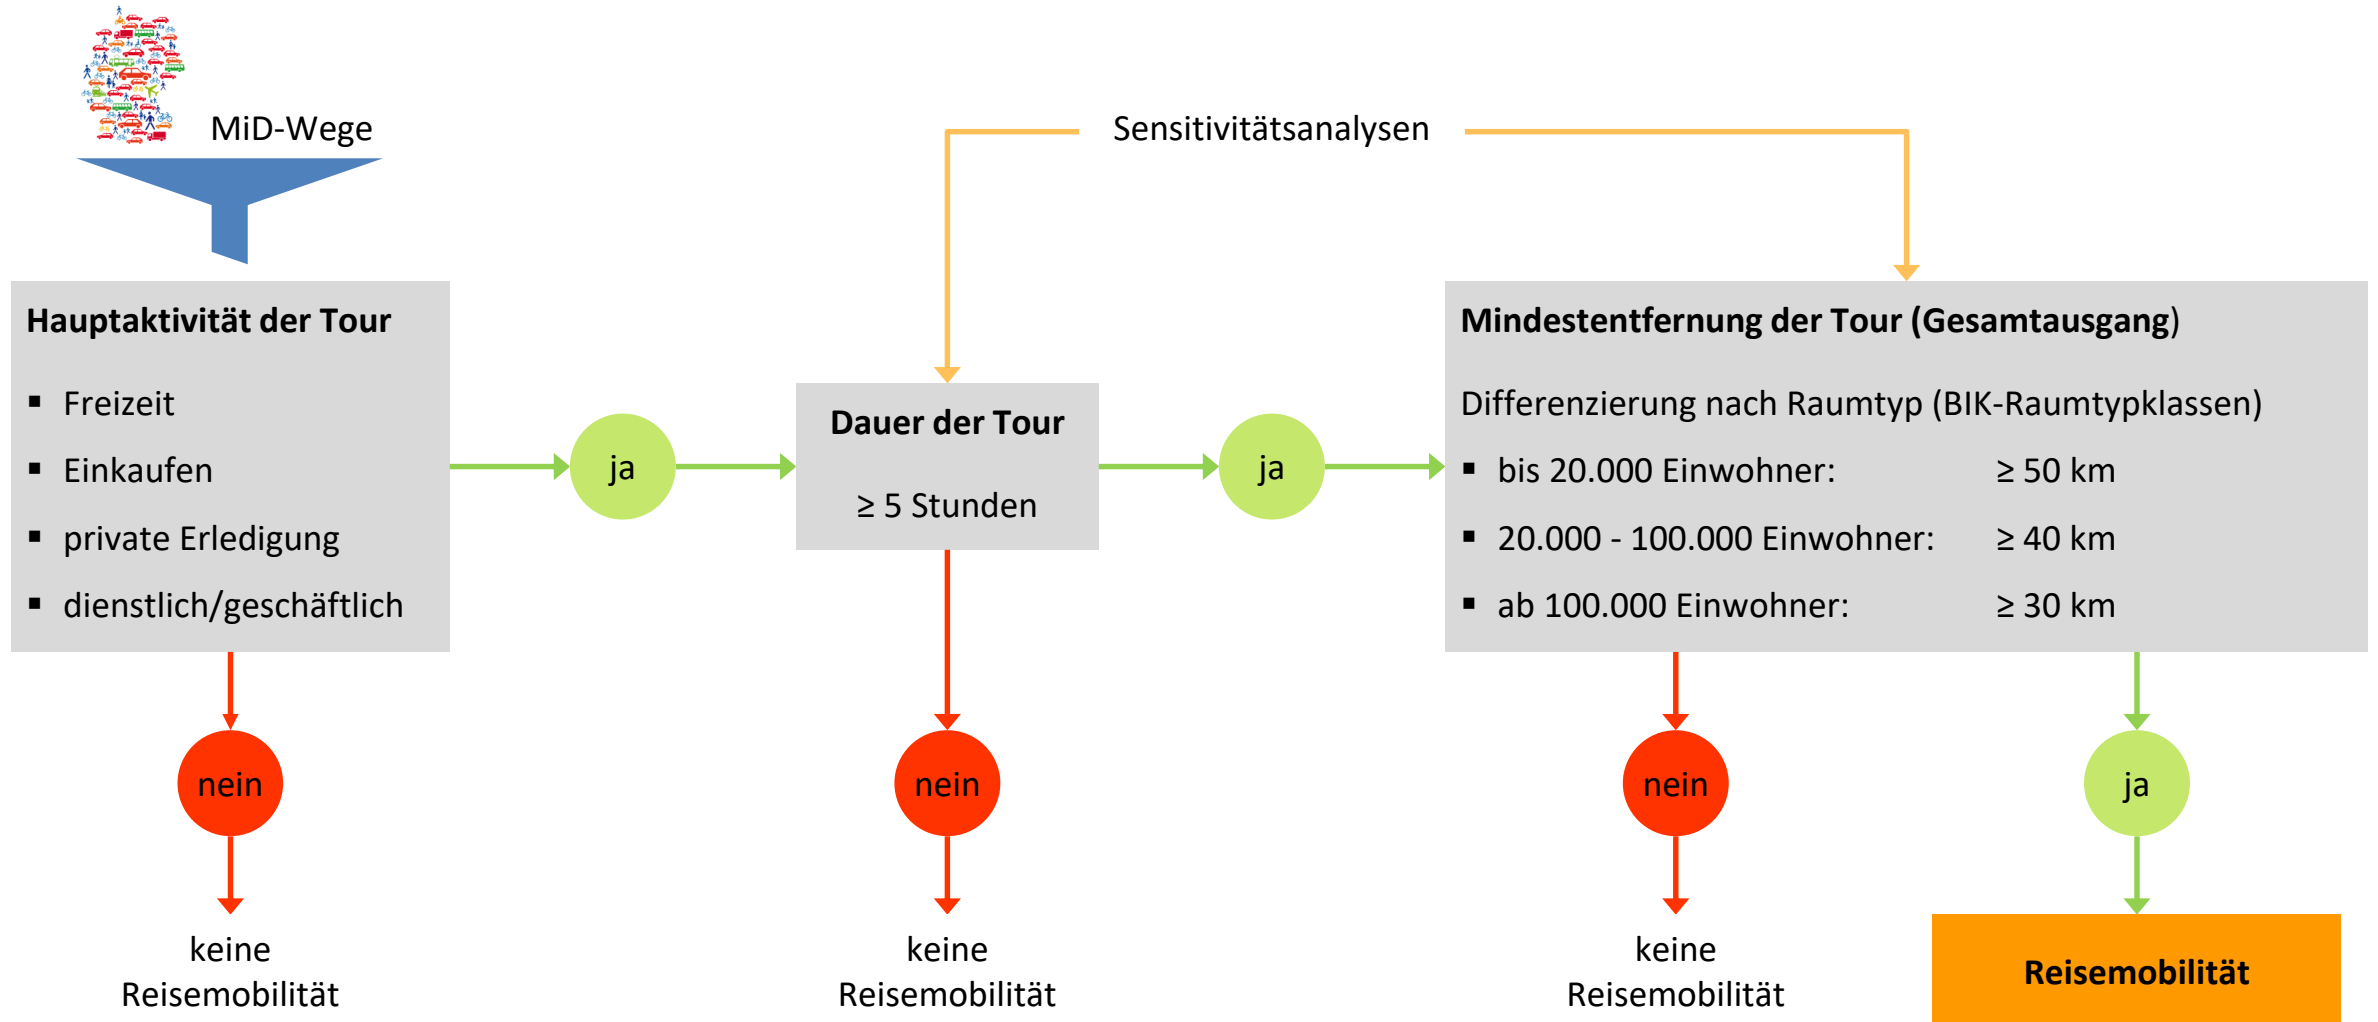 MiD-Wege
Sensitivitätsanalysen
Hauptaktivität der Tour
▪ Freizeit
▪ Einkaufen
▪ private Erledigung
▪ dienstlich/geschäftlich
ja
Dauer der Tour
≥ 5 Stunden
ja
Mindestentfernung der Tour (Gesamtausgang)
Differenzierung nach Raumtyp (BIK-Raumtypklassen)
▪ bis 20.000 Einwohner: ≥ 50 km
▪ 20.000 - 100.000 Einwohner: ≥ 40 km
▪ ab 100.000 Einwohner: ≥ 30 km
nein
nein
nein
ja
keine
Reisemobilität
keine
Reisemobilität
keine
Reisemobilität
Reisemobilität